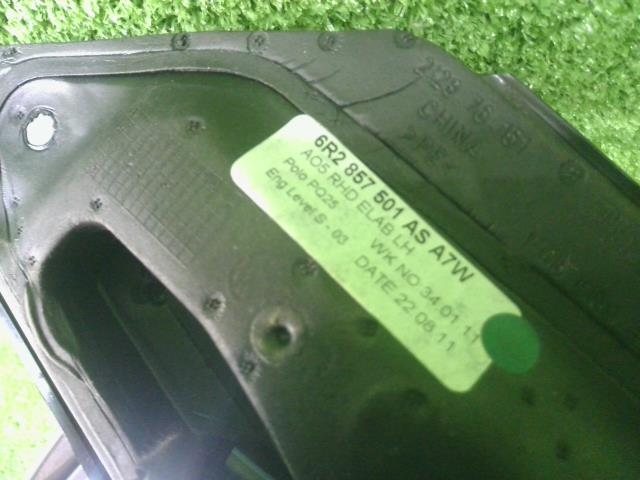 CHINA
6R2 857 501 AS A7W
AO5 RHD ELAB LH
Polo PQ25 WK NO 34.01 11
Eng Level S - 03 DATE 22.08.11